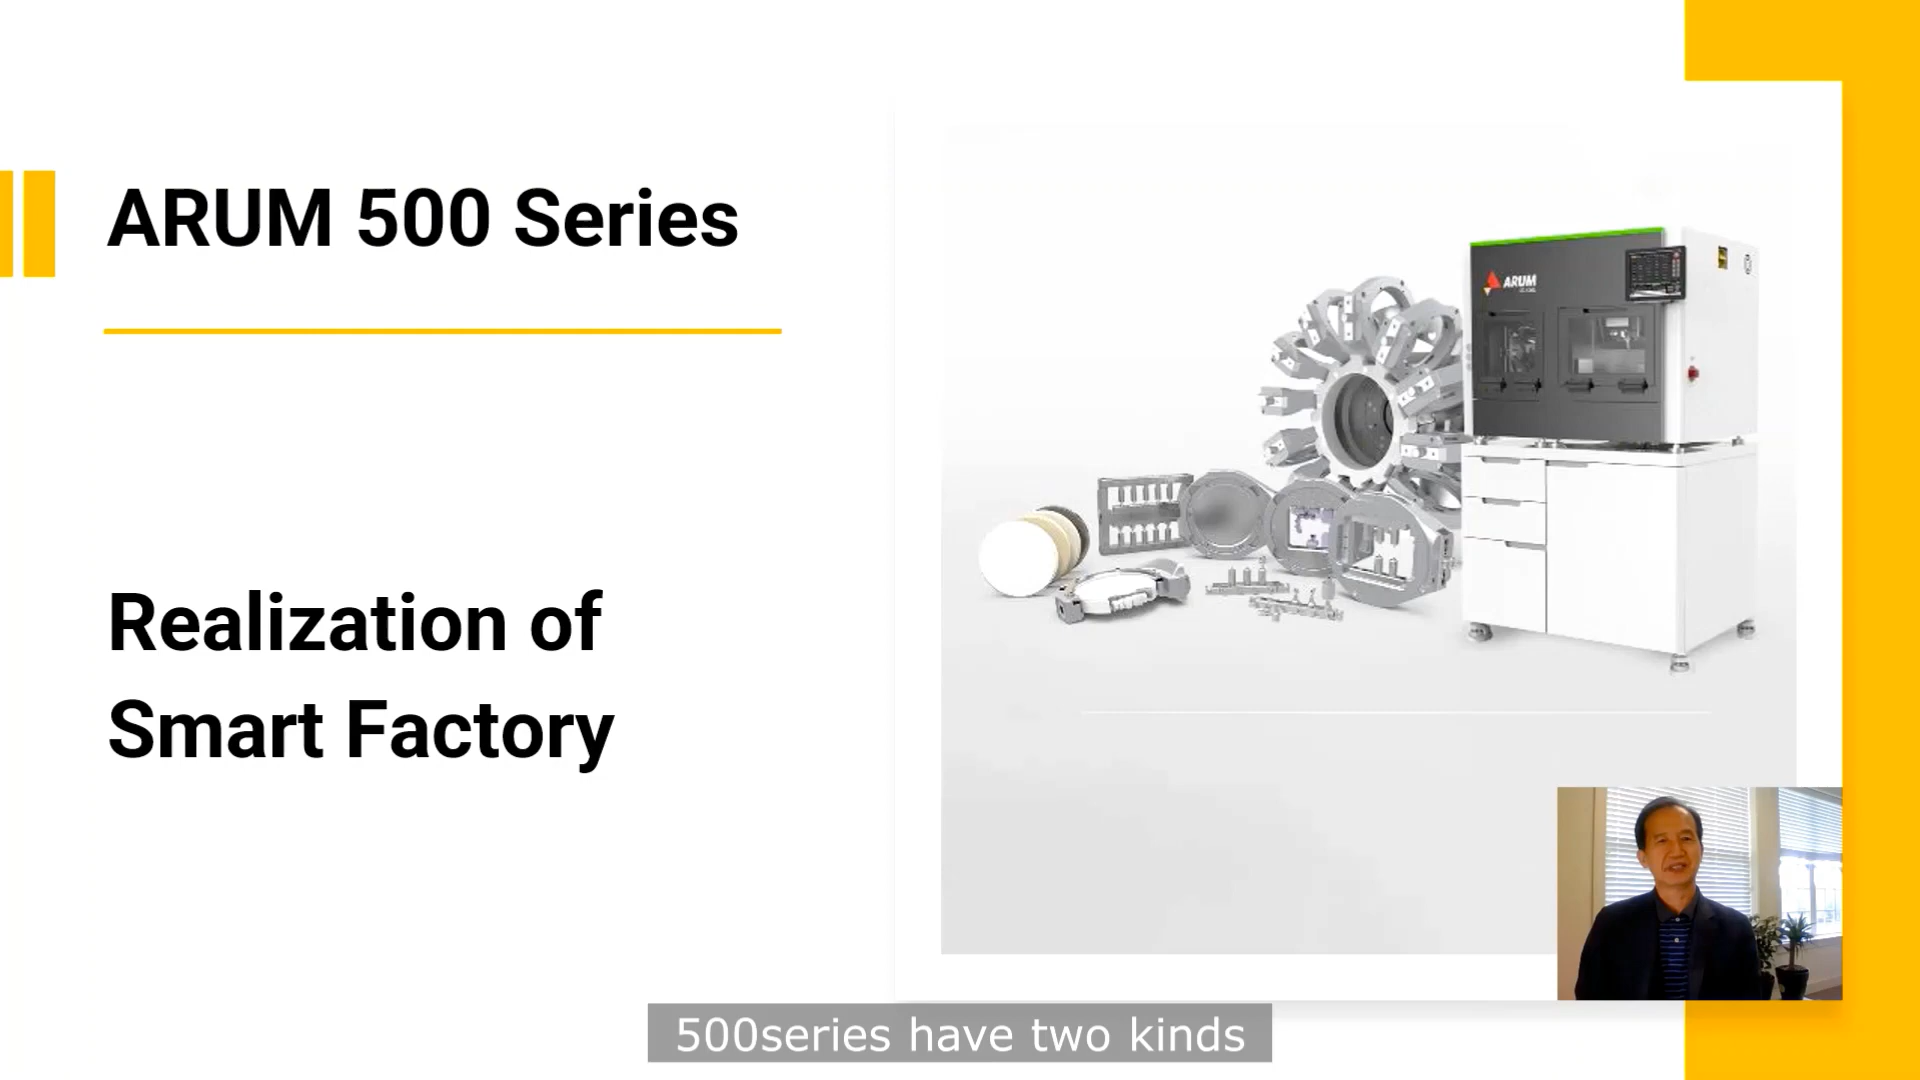 ARUM 500 Series
ARUM
Realization of
Smart Factory
500series have two kinds